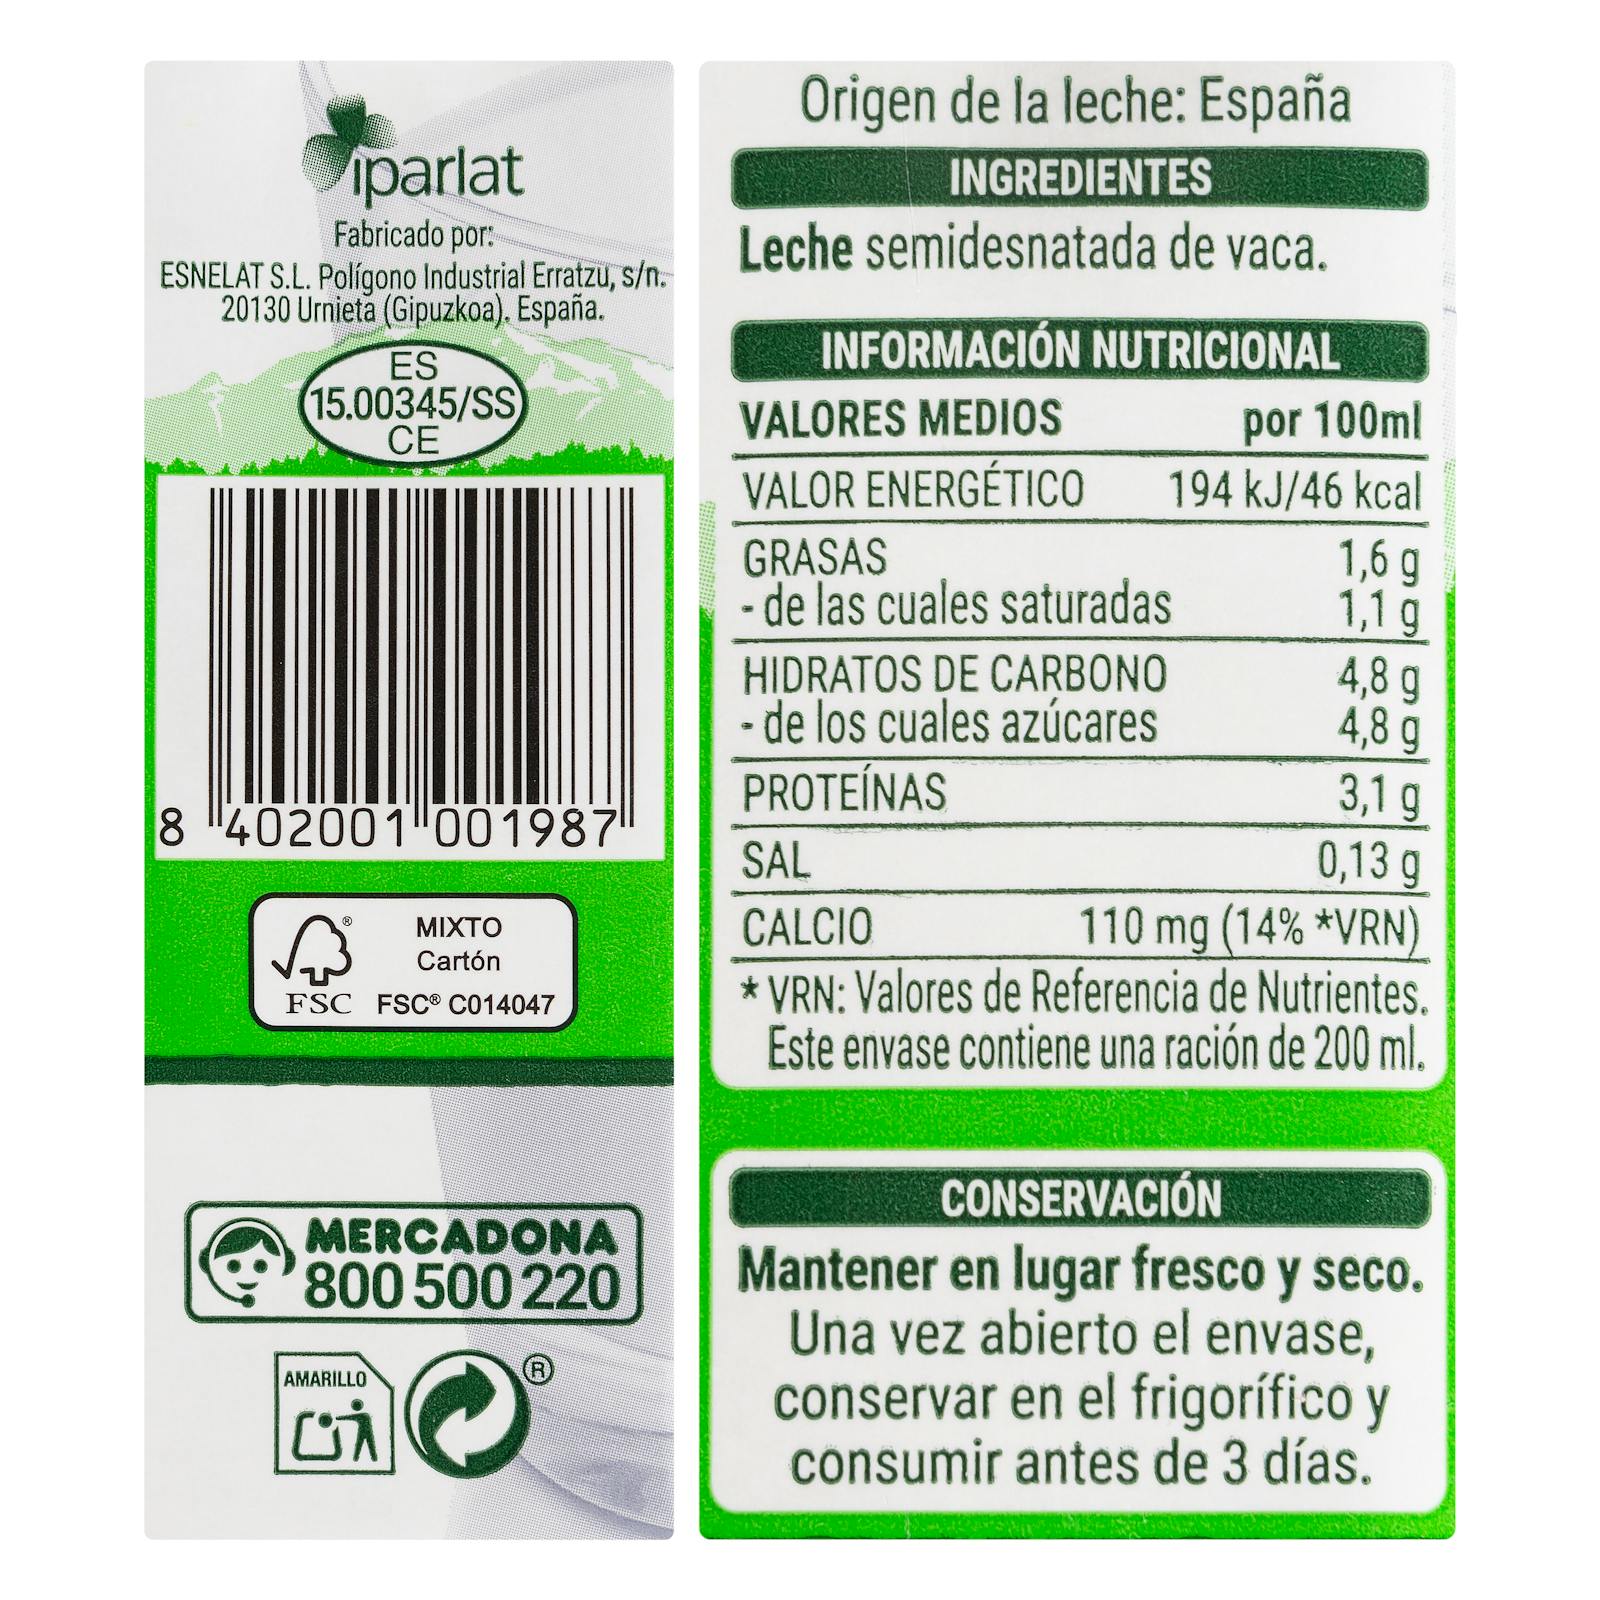 iparlat
Fabricado por:
ESNELAT S.L. Polígono Industrial Erratzu, s/n.
20130 Urnieta (Gipuzkoa). España.
ES
15.00345/SS
CE
8 402001 001987
MIXTO
Cartón
FSC® C014047
® FSC
MERCADONA
800 500 220
AMARILLO
®
Origen de la leche: España
INGREDIENTES
Leche semidesnatada de vaca.
INFORMACIÓN NUTRICIONAL
VALORES MEDIOS por 100ml
VALOR ENERGÉTICO 194 kJ/46 kcal
GRASAS 1,6 g
- de las cuales saturadas 1,1 g
HIDRATOS DE CARBONO 4,8 g
- de los cuales azúcares 4,8 g
PROTEÍNAS 3,1 g
SAL 0,13 g
CALCIO 110 mg (14% *VRN)
* VRN: Valores de Referencia de Nutrientes.
Este envase contiene una ración de 200 ml.
CONSERVACIÓN
Mantener en lugar fresco y seco.
Una vez abierto el envase,
conservar en el frigorífico y
consumir antes de 3 días.